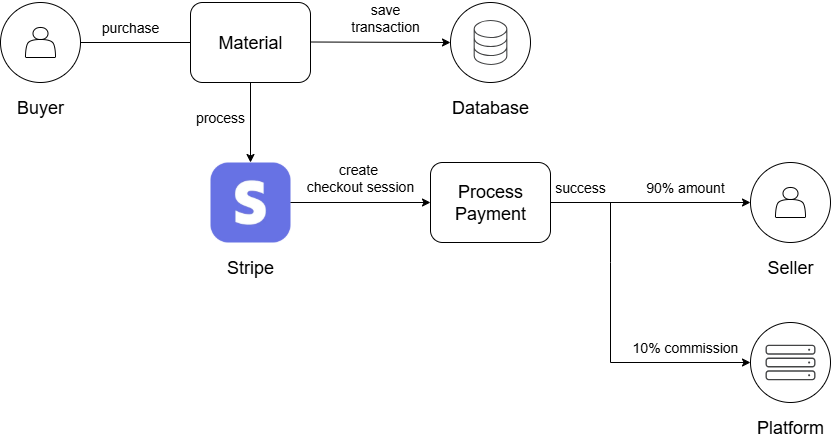 save
transaction
purchase
Material
Buyer
Database
process
create
checkout session
S
Process
Payment
success
90% amount
Stripe
Seller
10% commission
Platform